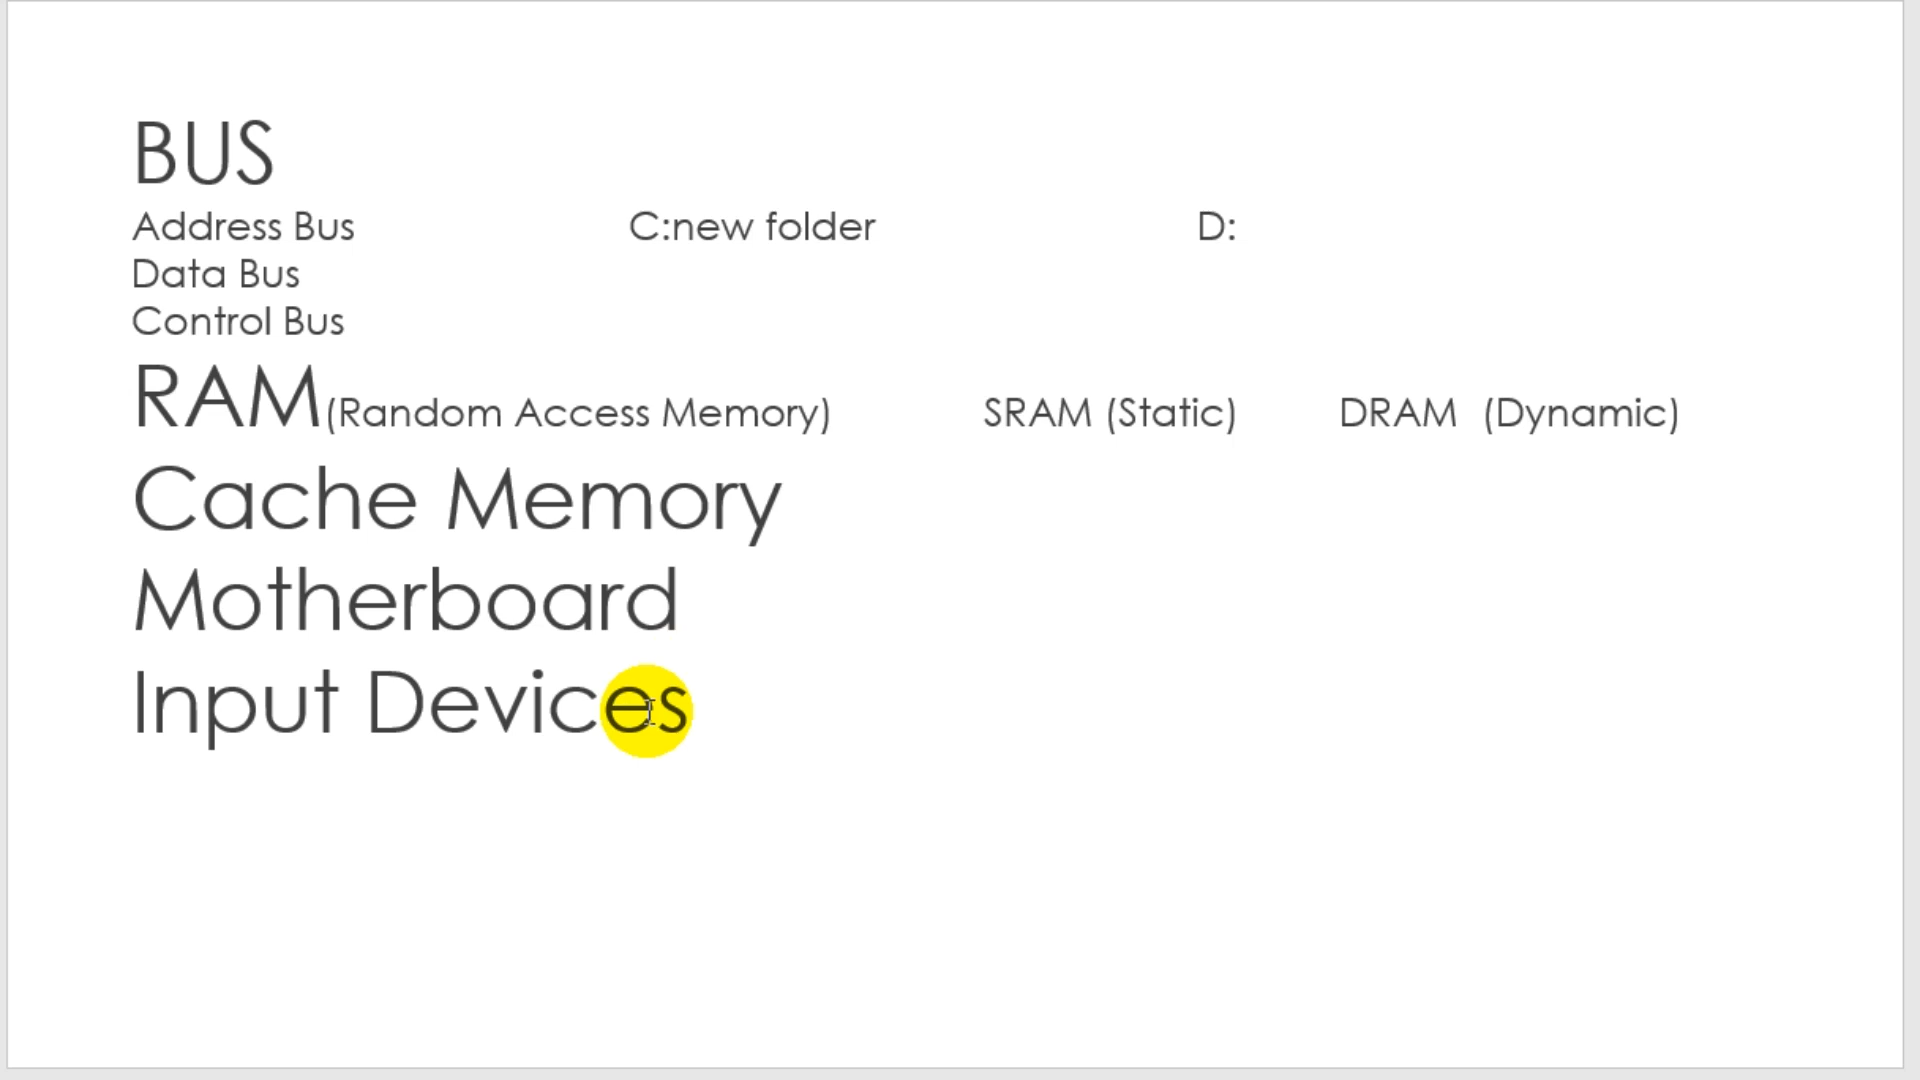 BUS
Address Bus C:new folder D:
Data Bus
Control Bus
RAM(Random Access Memory) SRAM (Static) DRAM (Dynamic)
Cache Memory
Motherboard
Input Devices